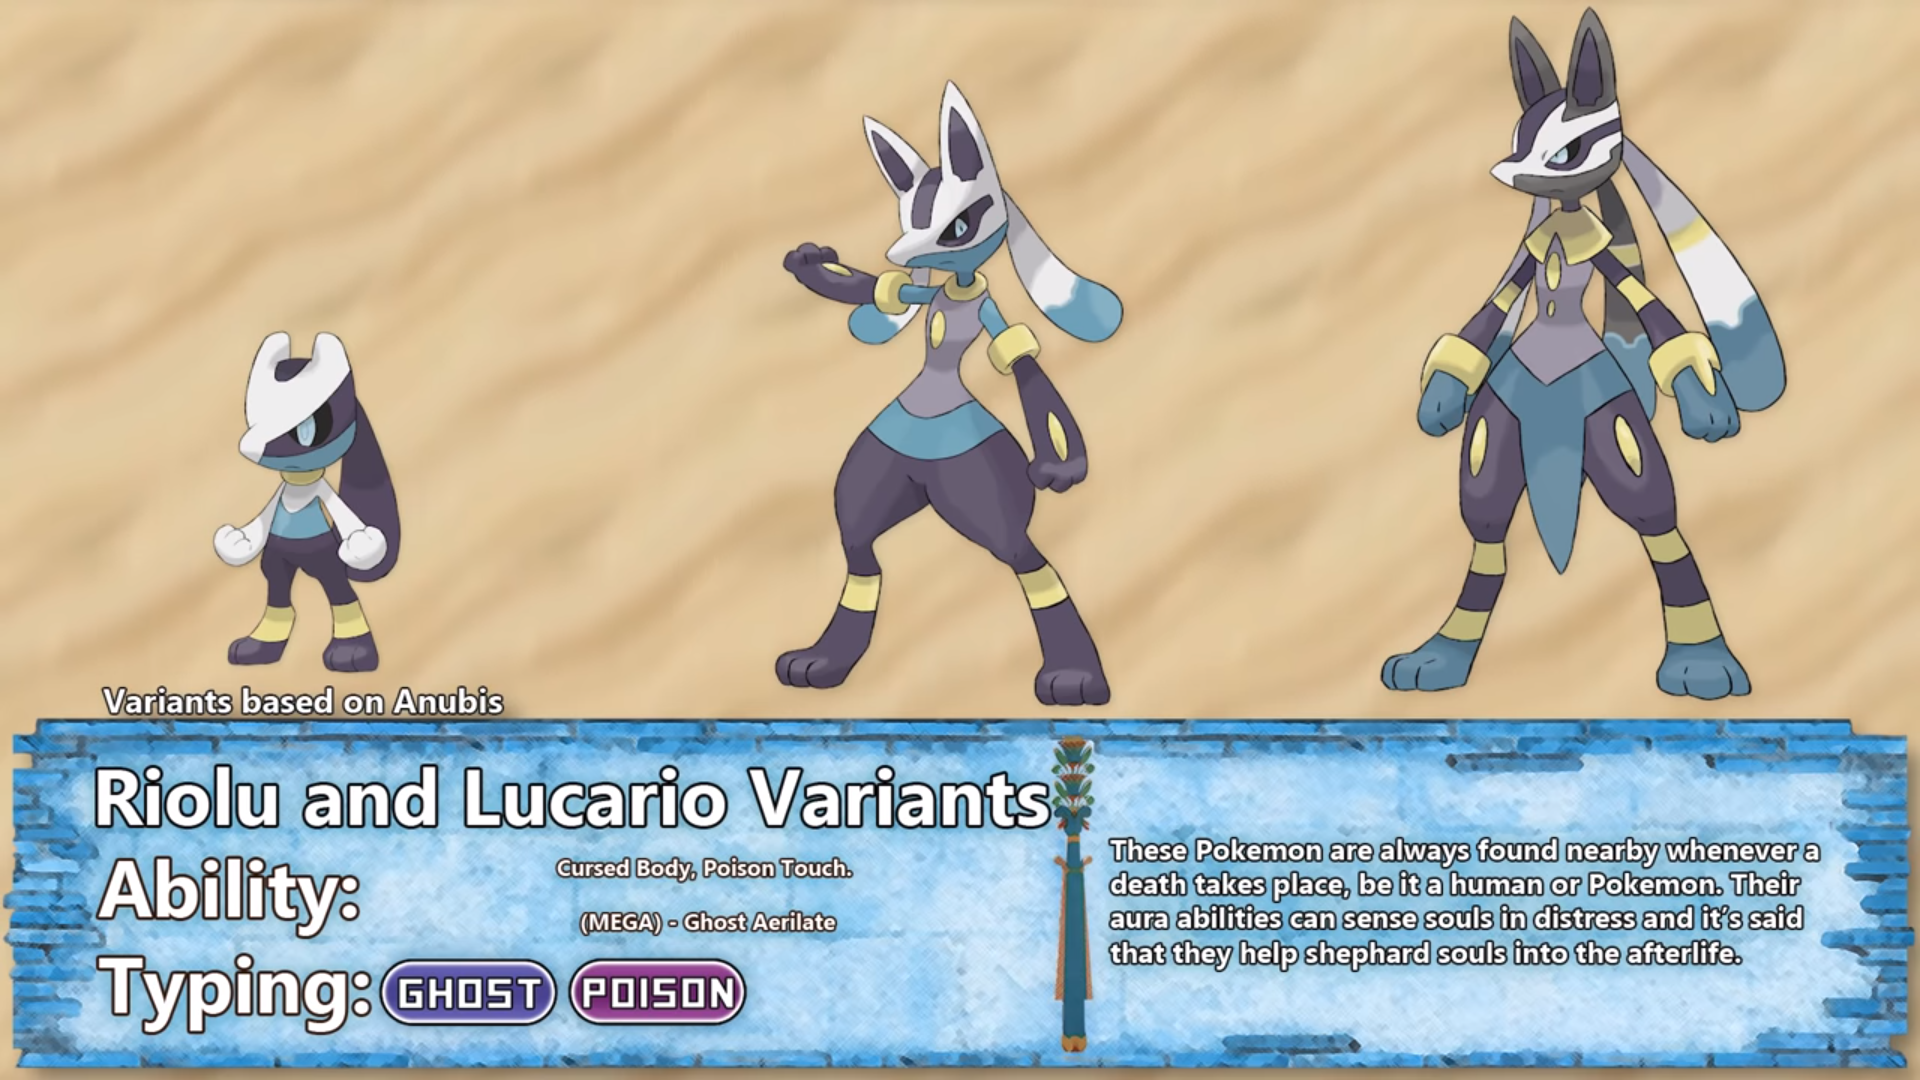 Variants based on Anubis
Riolu and Lucario Variants
Ability:
Cursed Body, Poison Touch.
(MEGA) - Ghost Aerilate
Typing:
GHOST
POISON
These Pokemon are always found nearby whenever a
death takes place, be it a human or Pokemon. Their
aura abilities can sense souls in distress and it's said
that they help shephard souls into the afterlife.